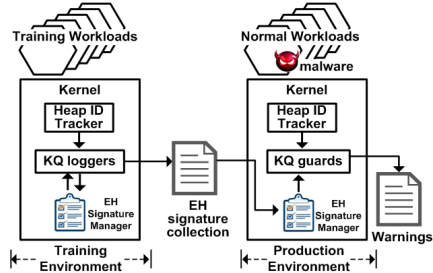 Training Workloads
Normal Workloads
malware
Kernel
Heap ID
Tracker
KQ loggers
EH
Signature
Manager
Training
Environment
EH
signature
collection
Kernel
Heap ID
Tracker
KQ guards
EH
Signature
Manager
Production
Environment
Warnings